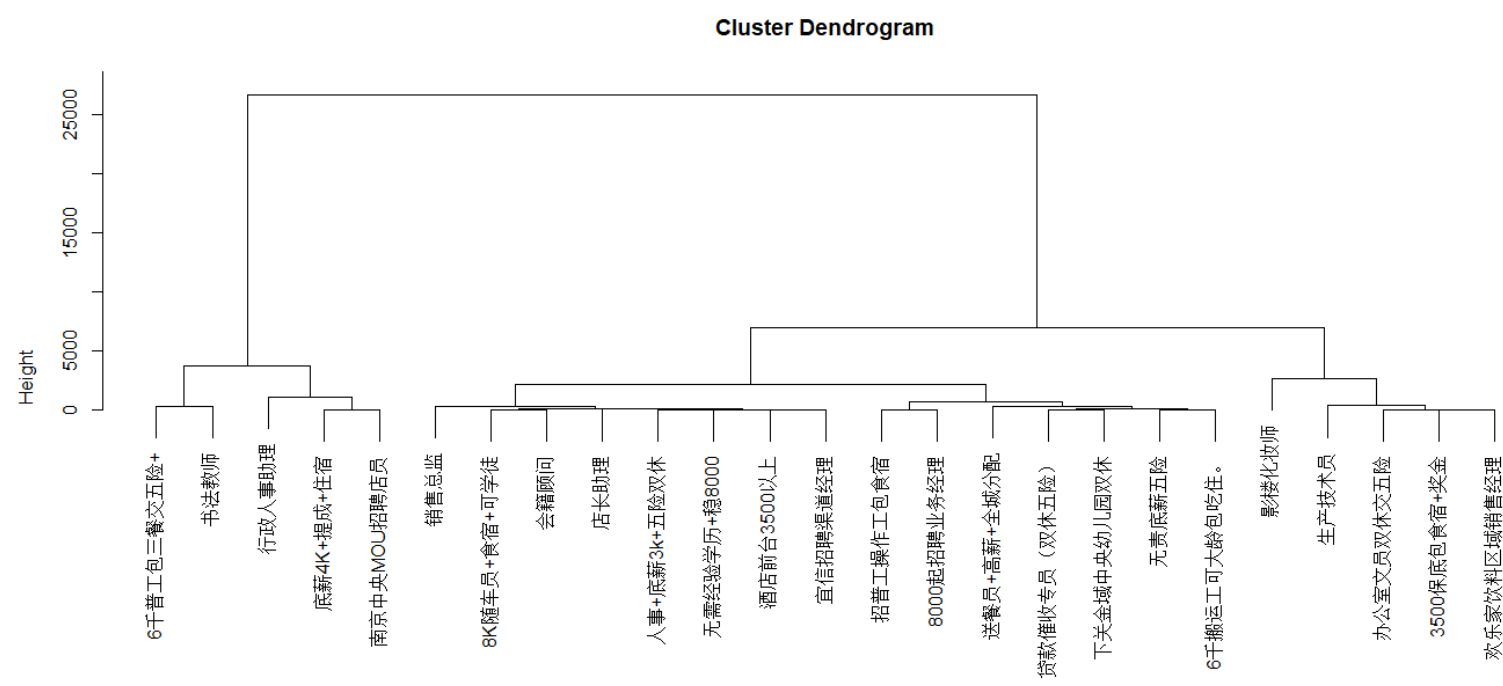 Cluster Dendrogram
Height
25000
15000
5000
0
6千普工包三餐交五险+
书法教师
行政人事助理
底薪4K+提成+住宿
南京中央MOU招聘店员
销售总监
8K随车员+食宿+可学徒
会籍顾问
店长助理
人事+底薪3k+五险双休
无需经验学历+稳8000
酒店前台3500以上
宜信招聘渠道经理
招普工操作工包食宿
8000起招聘业务经理
送餐员+高薪+全城分配
贷款催收专员（双休五险）
下关金域中央幼儿园双休
无责底薪五险
6千搬运工可大龄包吃住。
影楼化妆师
生产技术员
办公室文员双休交五险
3500保底包食宿+奖金
欢乐家饮料区域销售经理